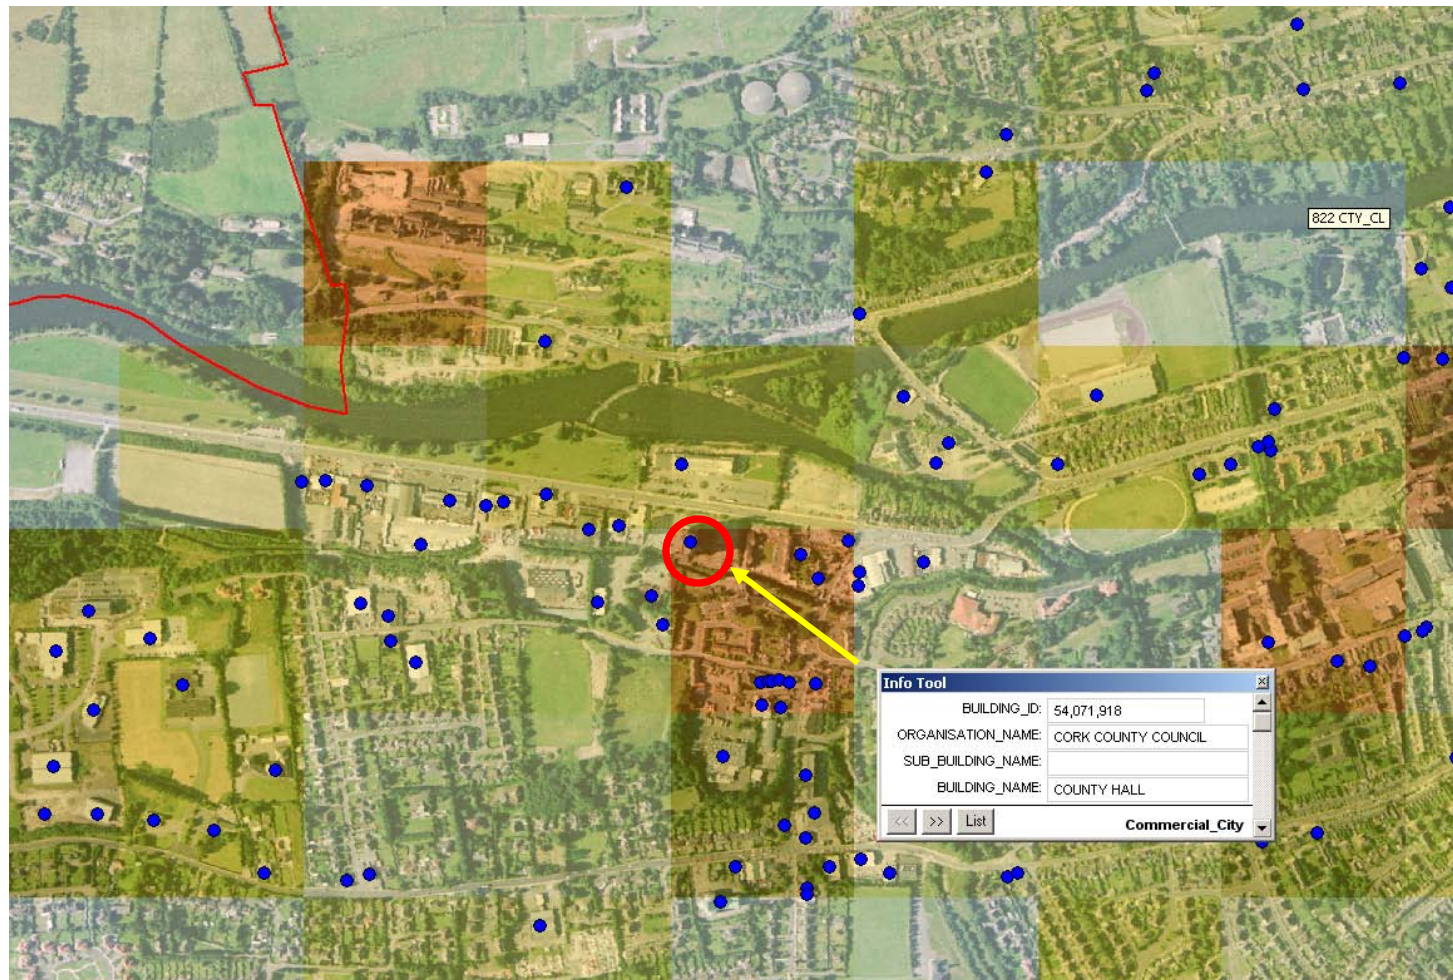 822 CTY_CL
Info Tool
BUILDING_ID: 54,071,918
ORGANISATION_NAME: CORK COUNTY COUNCIL
SUB_BUILDING_NAME:
BUILDING_NAME: COUNTY HALL
<< >> List Commercial_City